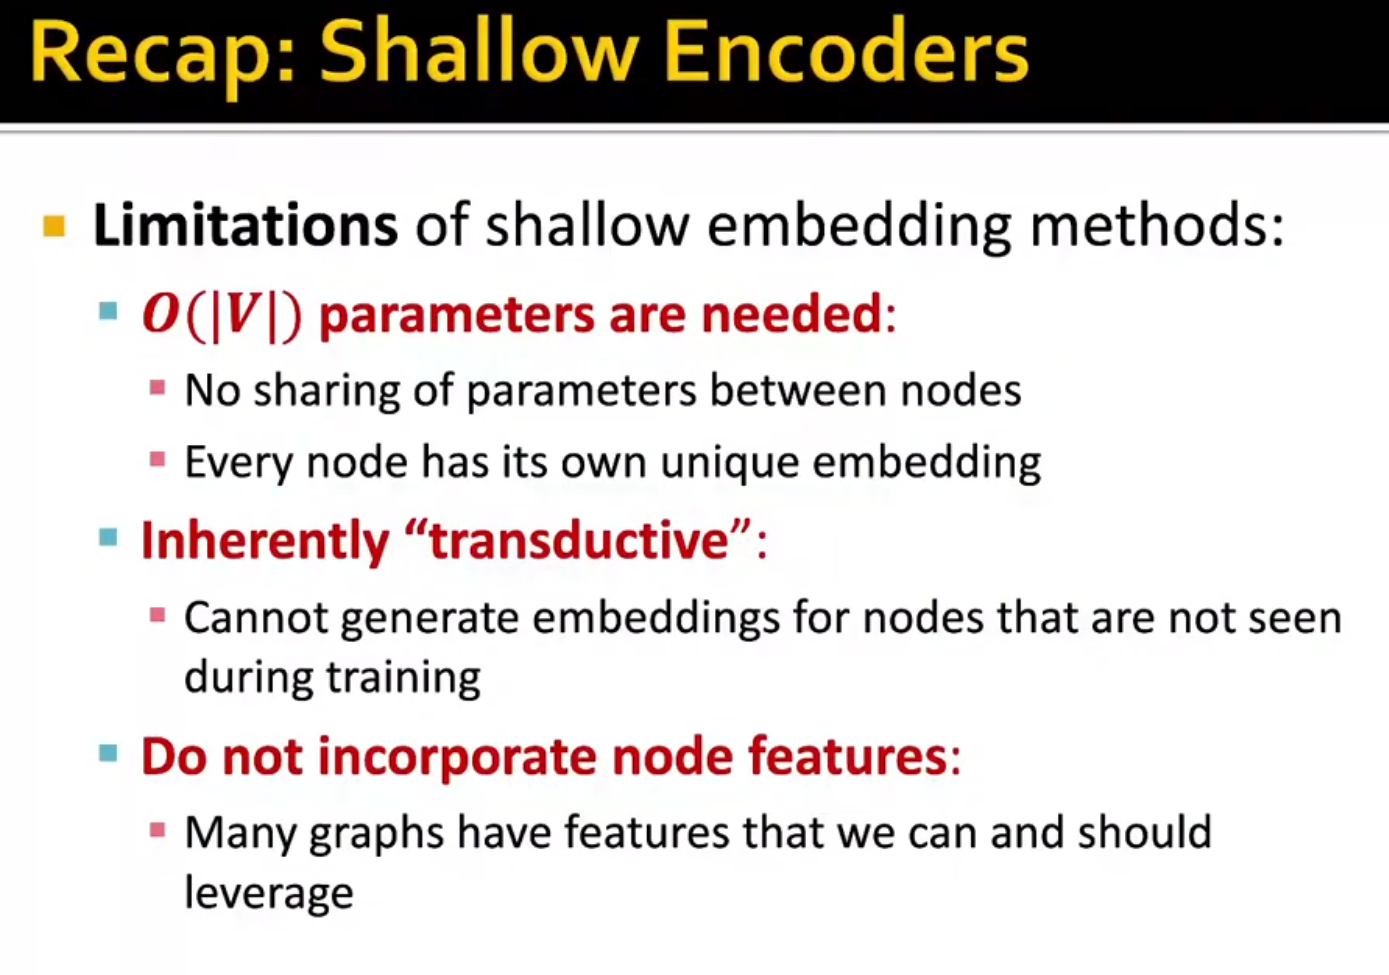 Recap: Shallow Encoders
Limitations of shallow embedding methods:
O(|V|) parameters are needed:
No sharing of parameters between nodes
Every node has its own unique embedding
Inherently “transductive”:
Cannot generate embeddings for nodes that are not seen
during training
Do not incorporate node features:
Many graphs have features that we can and should
leverage